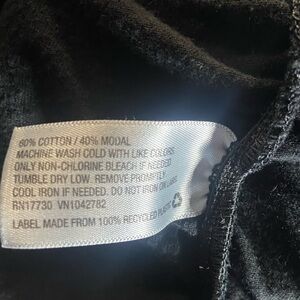 60% COTTON / 40% MODAL
MACHINE WASH COLD WITH LIKE COLORS
ONLY NON-CHLORINE BLEACH IF NEEDED
TUMBLE DRY LOW. REMOVE PROMPTLY.
COOL IRON IF NEEDED. DO NOT IRON ON LABEL
RN17730 VN1042782
LABEL MADE FROM 100% RECYCLED PLASTIC